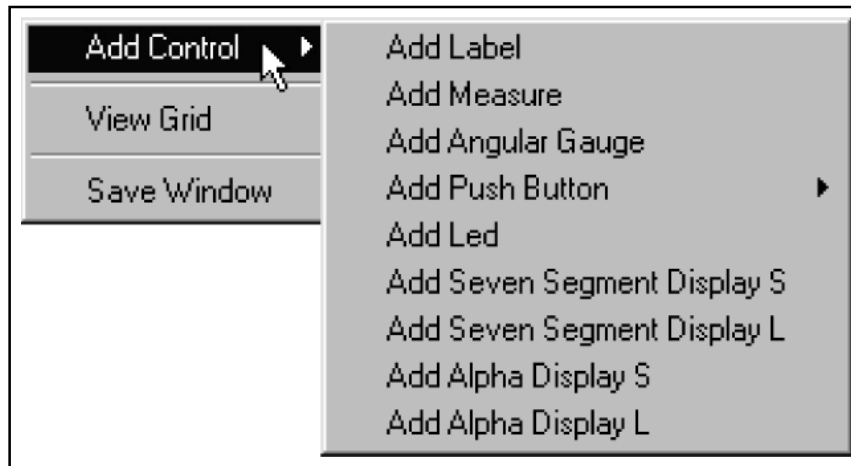 Add Control
View Grid
Save Window
Add Label
Add Measure
Add Angular Gauge
Add Push Button
Add Led
Add Seven Segment Display S
Add Seven Segment Display L
Add Alpha Display S
Add Alpha Display L